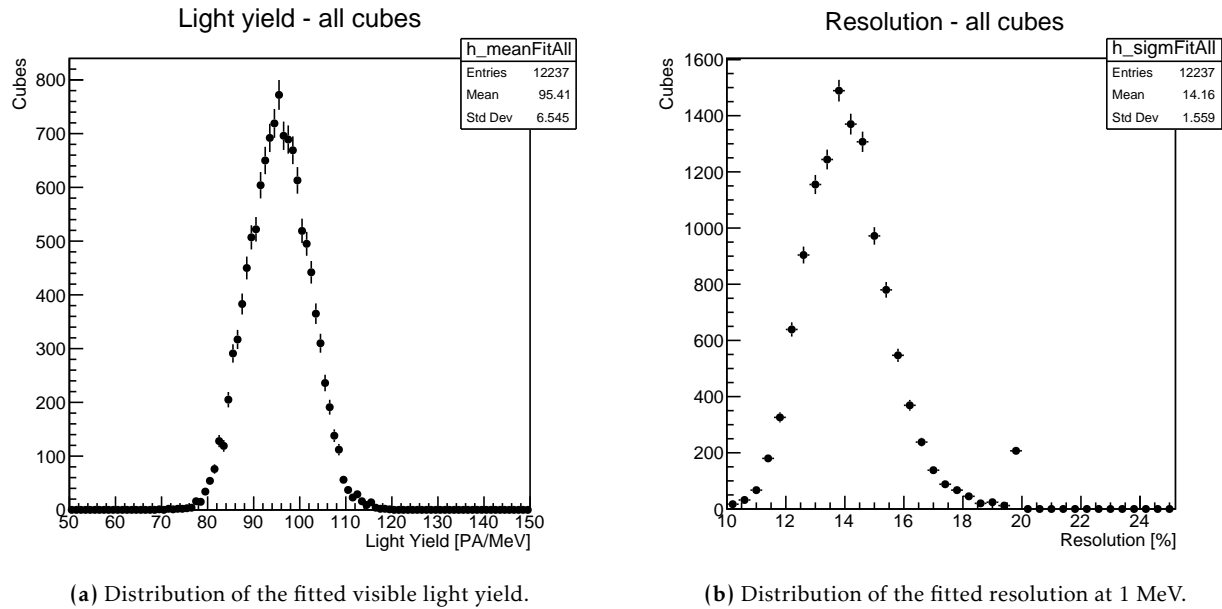 Light yield - all cubes
h_meanFitAll
Entries 12237
Mean 95.41
Std Dev 6.545
Cubes
800
700
600
500
400
300
200
100
0
50 60 70 80 90 100 110 120 130 140 150
Light Yield [PA/MeV]
(a) Distribution of the fitted visible light yield.
Resolution - all cubes
h_sigmFitAll
Entries 12237
Mean 14.16
Std Dev 1.559
Cubes
1600
1400
1200
1000
800
600
400
200
0
10 12 14 16 18 20 22 24
Resolution [%]
(b) Distribution of the fitted resolution at 1 MeV.